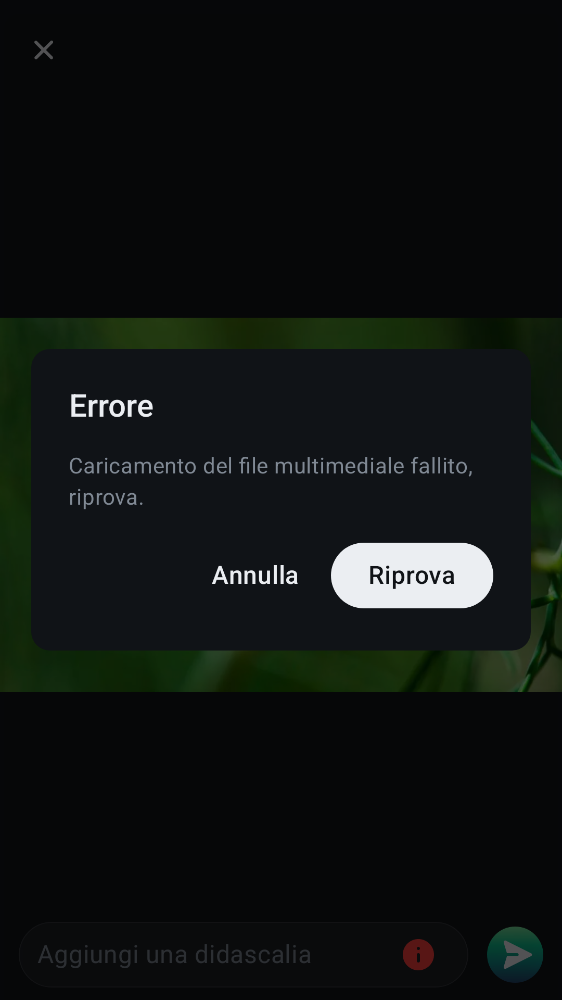 Errore
Caricamento del file multimediale fallito,
riprova.
Annulla
Riprova
Aggiungi una didascalia